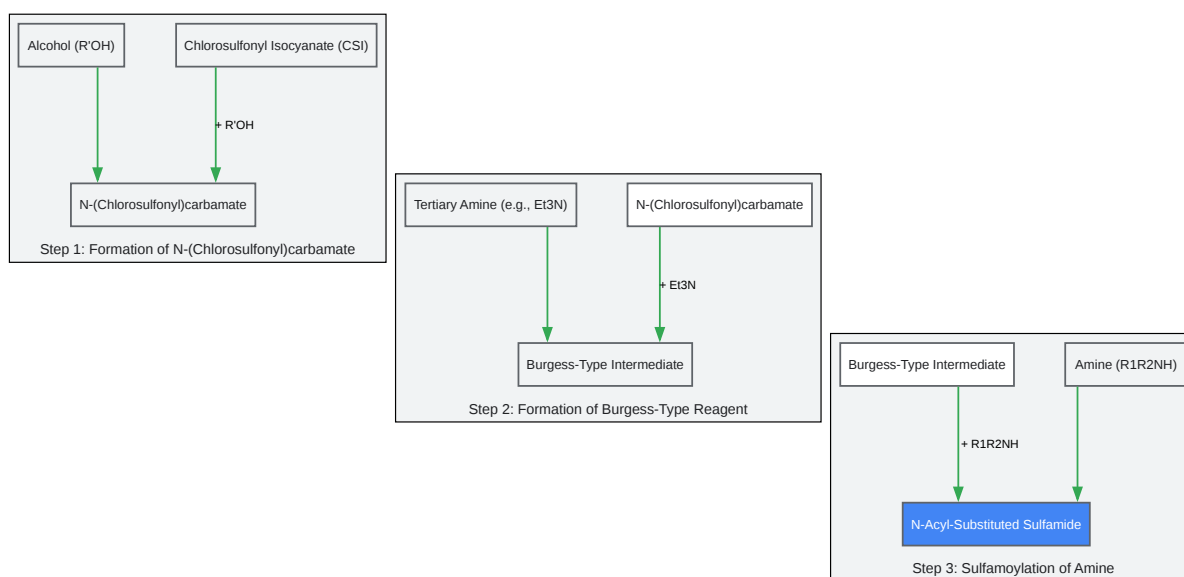 Alcohol (R'OH)
Chlorosulfonyl Isocyanate (CSI)
+ R'OH
N-(Chlorosulfonyl)carbamate
Step 1: Formation of N-(Chlorosulfonyl)carbamate
Tertiary Amine (e.g., Et3N)
N-(Chlorosulfonyl)carbamate
+ Et3N
Burgess-Type Intermediate
Step 2: Formation of Burgess-Type Reagent
Burgess-Type Intermediate
Amine (R1R2NH)
+ R1R2NH
N-Acyl-Substituted Sulfamide
Step 3: Sulfamoylation of Amine